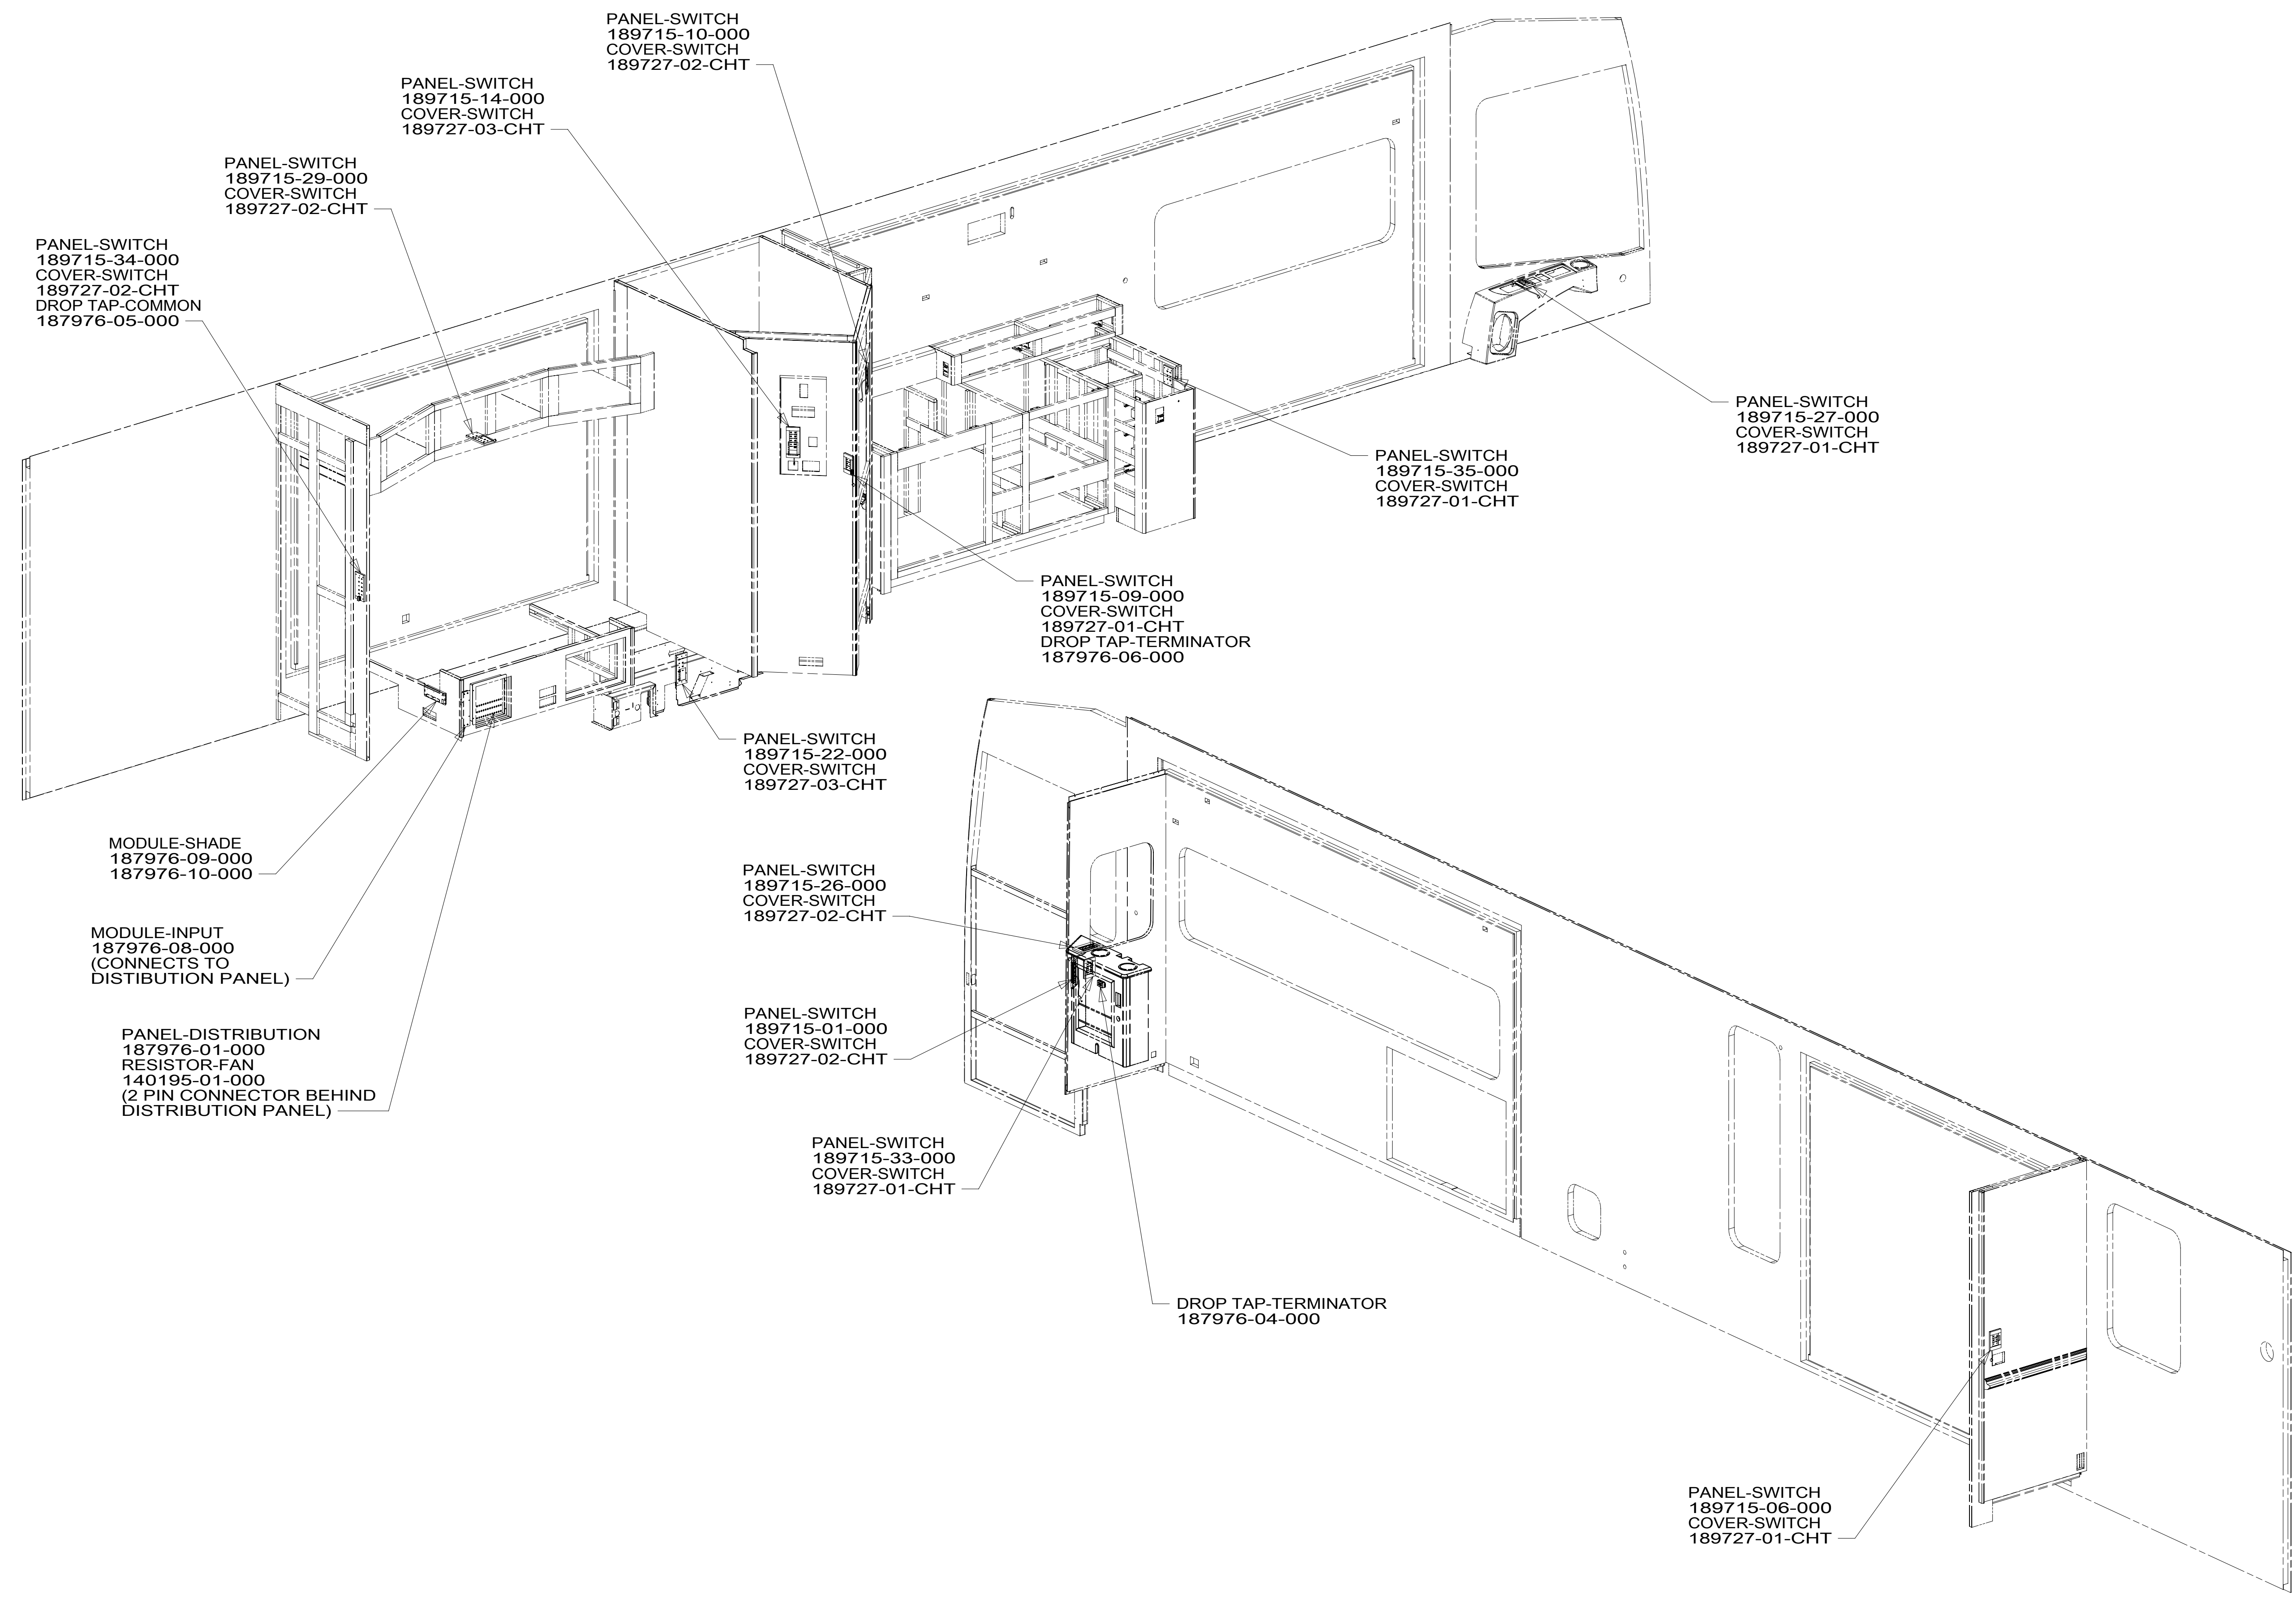 PANEL-SWITCH
189715-10-000
COVER-SWITCH
189727-02-CHT
PANEL-SWITCH
189715-14-000
COVER-SWITCH
189727-03-CHT
PANEL-SWITCH
189715-29-000
COVER-SWITCH
189727-02-CHT
PANEL-SWITCH
189715-34-000
COVER-SWITCH
189727-02-CHT
DROP TAP-COMMON
187976-05-000
PANEL-SWITCH
189715-27-000
COVER-SWITCH
189727-01-CHT
PANEL-SWITCH
189715-35-000
COVER-SWITCH
189727-01-CHT
PANEL-SWITCH
189715-09-000
COVER-SWITCH
189727-01-CHT
DROP TAP-TERMINATOR
187976-06-000
PANEL-SWITCH
189715-22-000
COVER-SWITCH
189727-03-CHT
MODULE-SHADE
187976-09-000
187976-10-000
MODULE-INPUT
187976-08-000
(CONNECTS TO
DISTIBUTION PANEL)
PANEL-DISTRIBUTION
187976-01-000
RESISTOR-FAN
140195-01-000
(2 PIN CONNECTOR BEHIND
DISTRIBUTION PANEL)
PANEL-SWITCH
189715-26-000
COVER-SWITCH
189727-02-CHT
PANEL-SWITCH
189715-01-000
COVER-SWITCH
189727-02-CHT
PANEL-SWITCH
189715-33-000
COVER-SWITCH
189727-01-CHT
DROP TAP-TERMINATOR
187976-04-000
PANEL-SWITCH
189715-06-000
COVER-SWITCH
189727-01-CHT